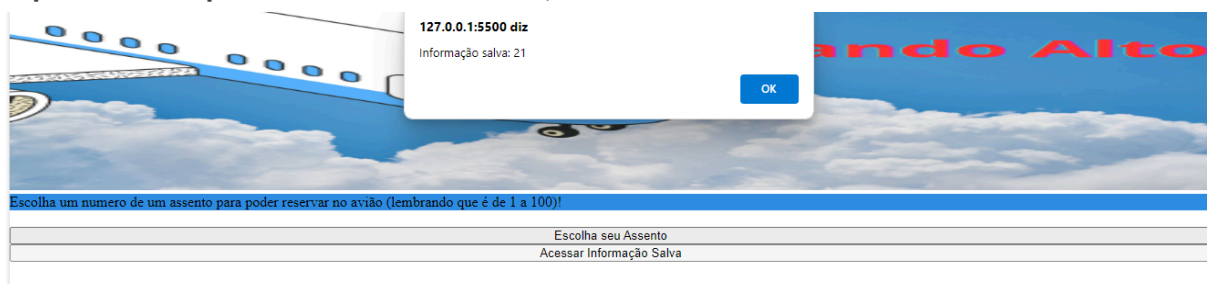 127.0.0.1:5500 diz
Informação salva: 21
ando Alto
OK
Escolha um numero de um assento para poder reservar no avião (lembrando que é de 1 a 100)!
Escolha seu Assento
Acessar Informação Salva